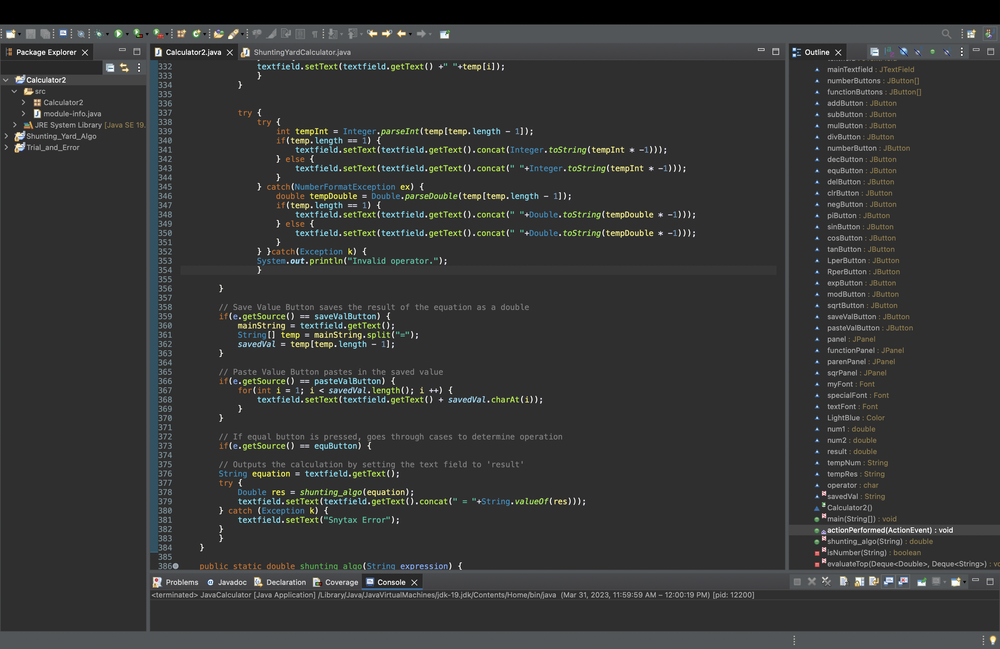 Package Explorer
Calculator2
src
Calculator2
module-info.java
JRE System Library [Java SE 19.
Shunting_Yard_Algo
Trial_and_Error
Calculator2.java
ShuntingYardCalculator.java
332 textfield.setText(textfield.getText() +" "+temp[i]);
333 }
334 }
335
336
337 try {
338 try {
339 int tempInt = Integer.parseInt(temp[temp.length - 1]);
340 if(temp.length == 1) {
341 textfield.setText(textfield.getText().concat(Integer.toString(tempInt * -1)));
342 } else {
343 textfield.setText(textfield.getText().concat(" "+Integer.toString(tempInt * -1)));
344 }
345 } catch(NumberFormatException ex) {
346 double tempDouble = Double.parseDouble(temp[temp.length - 1]);
347 if(temp.length == 1) {
348 textfield.setText(textfield.getText().concat(" "+Double.toString(tempDouble * -1)));
349 } else {
350 textfield.setText(textfield.getText().concat(" "+Double.toString(tempDouble * -1)));
351 }
352 } }catch(Exception k) {
353 System.out.println("Invalid operator.");
354 }
355
356 }
357
358 // Save Value Button saves the result of the equation as a double
359 if(e.getSource() == saveValButton) {
360 mainString = textfield.getText();
361 String[] temp = mainString.split("=");
362 savedVal = temp[temp.length - 1];
363 }
364
365 // Paste Value Button pastes in the saved value
366 if(e.getSource() == pasteValButton) {
367 for(int i = 1; i < savedVal.length(); i ++) {
368 textfield.setText(textfield.getText() + savedVal.charAt(i));
369 }
370 }
371
372 // If equal button is pressed, goes through cases to determine operation
373 if(e.getSource() == equButton) {
374
375 // Outputs the calculation by setting the text field to 'result'
376 String equation = textfield.getText();
377 try {
378 Double res = shunting_algo(equation);
379 textfield.setText(textfield.getText().concat(" = "+String.valueOf(res)));
380 } catch (Exception k) {
381 textfield.setText("Snytax Error");
382 }
383 }
384 }
385
386 public static double shunting_algo(String expression) {
Outline
mainTextfield : JTextField
numberButtons : JButton[]
functionButtons : JButton[]
addButton : JButton
subButton : JButton
mulButton : JButton
divButton : JButton
numberButton : JButton
decButton : JButton
equButton : JButton
delButton : JButton
clrButton : JButton
negButton : JButton
piButton : JButton
sinButton : JButton
cosButton : JButton
tanButton : JButton
LperButton : JButton
RperButton : JButton
expButton : JButton
modButton : JButton
sqrtButton : JButton
saveValButton : JButton
pasteValButton : JButton
panel : JPanel
functionPanel : JPanel
parenPanel : JPanel
sqrPanel : JPanel
myFont : Font
specialFont : Font
textFont : Font
LightBlue : Color
num1 : double
num2 : double
result : double
tempNum : String
tempRes : String
operator : char
savedVal : String
Calculator2()
main(String[]) : void
actionPerformed(ActionEvent) : void
shunting_algo(String) : double
isNumber(String) : boolean
evaluateTop(Deque<Double>, Deque<String>) : vo
Problems
Javadoc
Declaration
Coverage
Console
<terminated> JavaCalculator [Java Application] /Library/Java/JavaVirtualMachines/jdk-19.jdk/Contents/Home/bin/java (Mar 31, 2023, 11:59:59 AM – 12:00:19 PM) [pid: 12200]